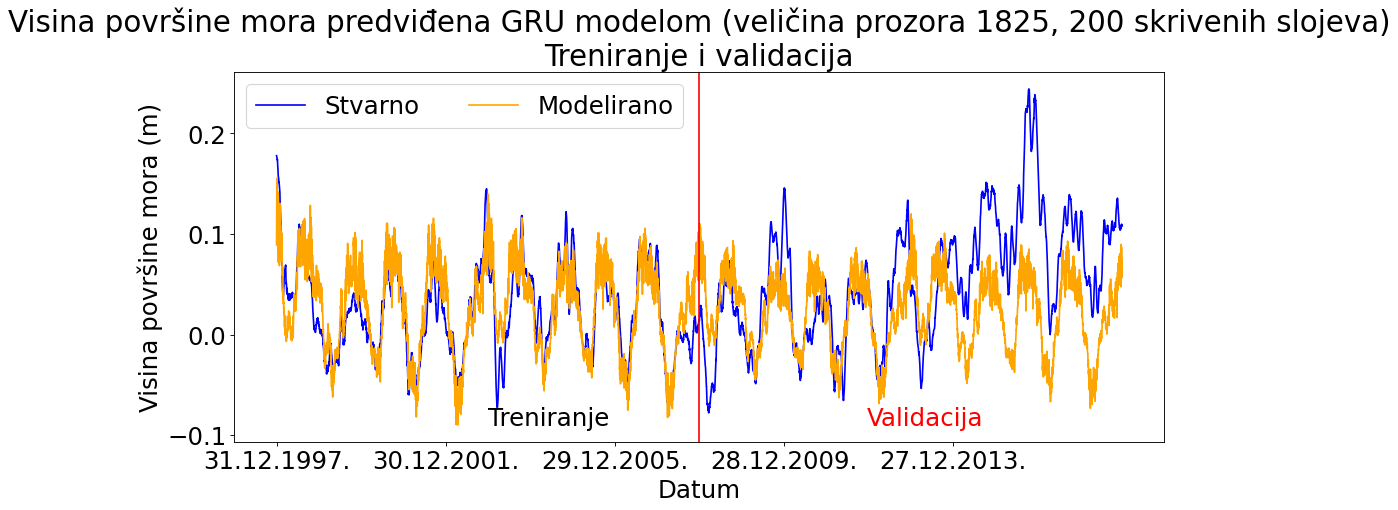 Visina površine mora predviđena GRU modelom (veličina prozora 1825, 200 skrivenih slojeva)
Treniranje i validacija
Stvarno
Modelirano
Visina površine mora (m)
0.2
0.1
0.0
−0.1
Treniranje
Validacija
31.12.1997.
30.12.2001.
29.12.2005.
28.12.2009.
27.12.2013.
Datum